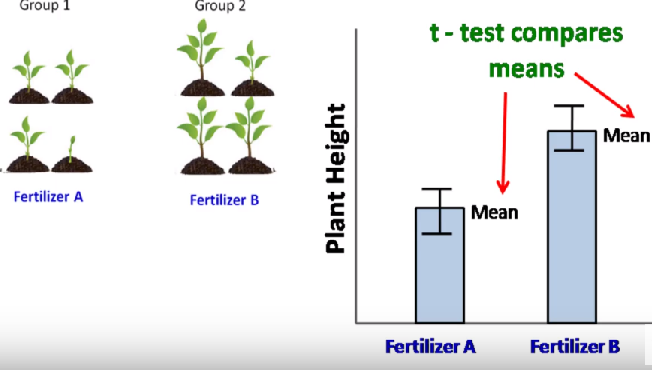 Group 1
Group 2
Fertilizer A
Fertilizer B
t - test compares
means
Plant Height
Mean
Mean
Fertilizer A
Fertilizer B